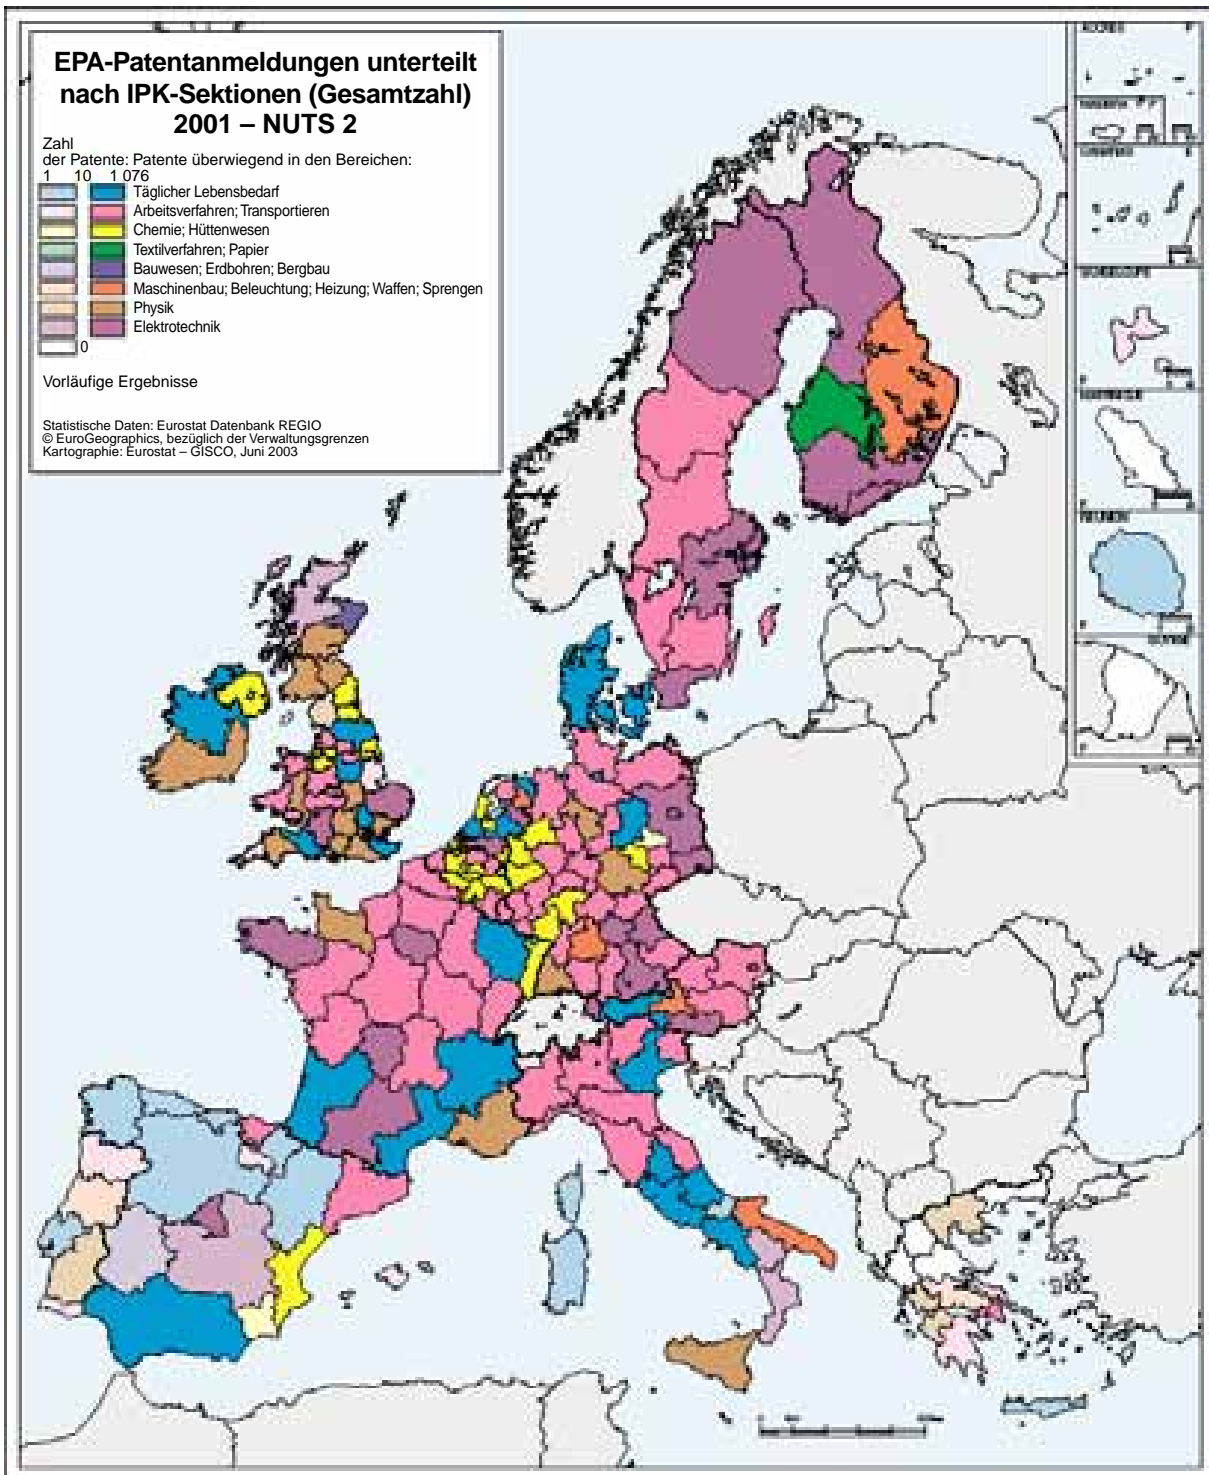 EPA-Patentanmeldungen unterteilt
nach IPK-Sektionen (Gesamtzahl)
2001 – NUTS 2
Zahl
der Patente: Patente überwiegend in den Bereichen:
1 10 1 076
Täglicher Lebensbedarf
Arbeitsverfahren; Transportieren
Chemie; Hüttenwesen
Textilverfahren; Papier
Bauwesen; Erdbohren; Bergbau
Maschinenbau; Beleuchtung; Heizung; Waffen; Sprengen
Physik
Elektrotechnik
0
Vorläufige Ergebnisse
Statistische Daten: Eurostat Datenbank REGIO
© EuroGeographics, bezüglich der Verwaltungsgrenzen
Kartographie: Eurostat – GISCO, Juni 2003